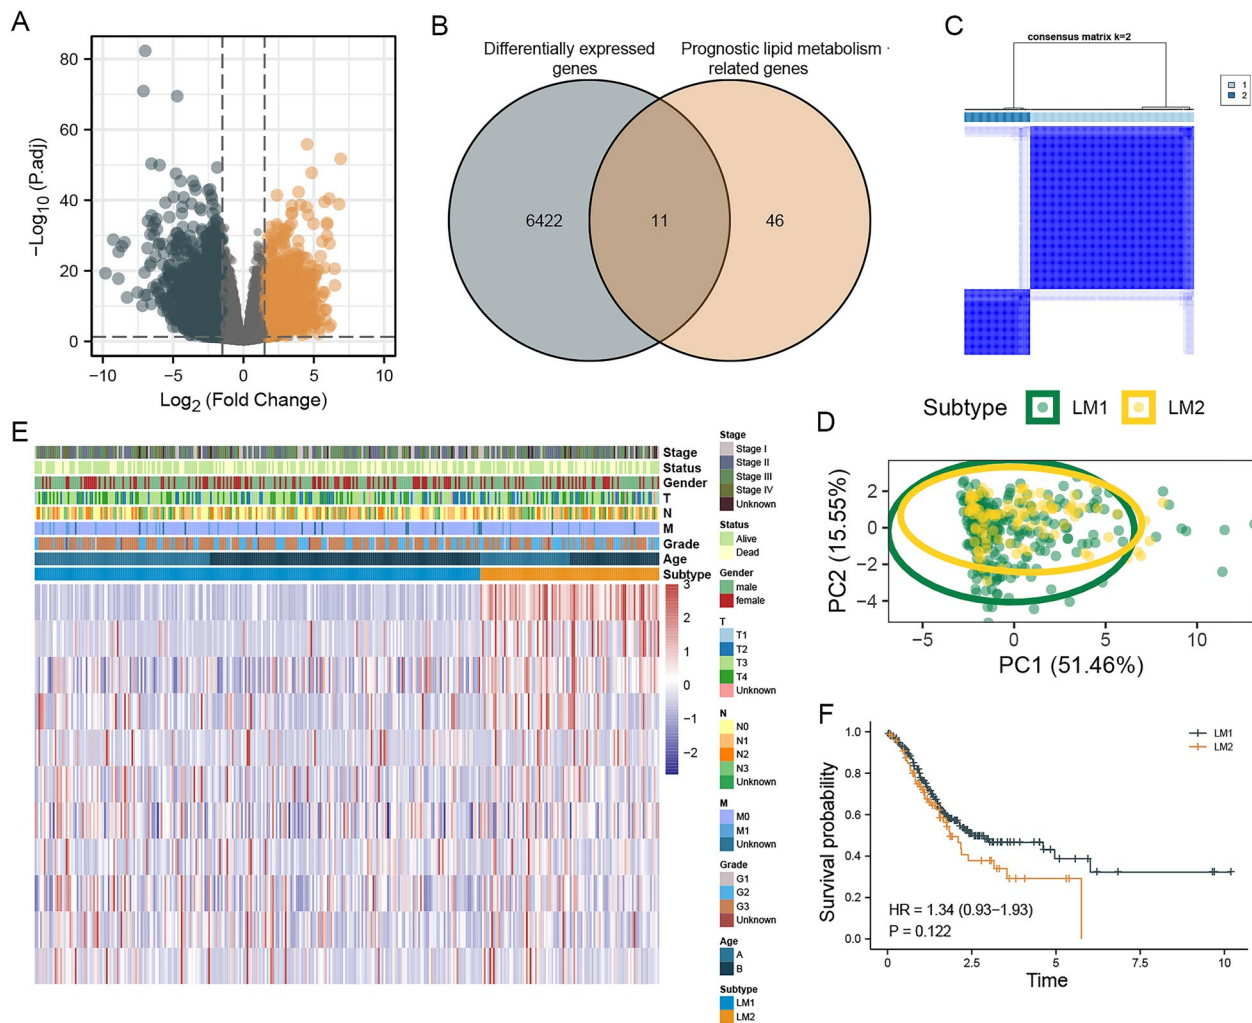 A
−Log10 (P.adj)
80
60
40
20
0
−10
−5
0
5
10
Log2 (Fold Change)
B
Differentially expressed
genes
Prognostic lipid metabolism
related genes
6422
11
46
C
consensus matrix k=2
1
2
D
Subtype
LM1
LM2
PC2 (15.55%)
2
0
−2
−4
−5
0
5
10
PC1 (51.46%)
E
Stage
Status
Gender
T
N
M
Grade
Age
Subtype
3
2
1
0
−1
−2
Stage
Stage I
Stage II
Stage III
Stage IV
Unknown
Status
Alive
Dead
Gender
male
female
T
T1
T2
T3
T4
Unknown
N
N0
N1
N2
N3
Unknown
M
M0
M1
Unknown
Grade
G1
G2
G3
Unknown
Age
A
B
Subtype
LM1
LM2
F
Survival probability
1.0
0.8
0.6
0.4
0.2
0.0
LM1
LM2
HR = 1.34 (0.93−1.93)
P = 0.122
0
2.5
5
7.5
10
Time